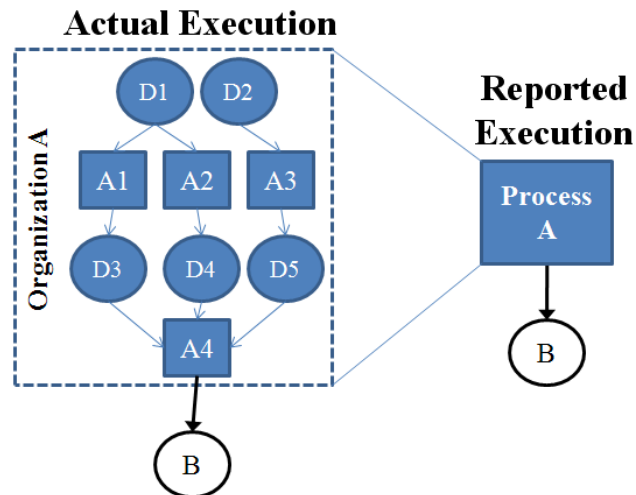 Actual Execution
Organization A
D1
D2
A1
A2
A3
D3
D4
D5
A4
B
Reported
Execution
Process
A
B